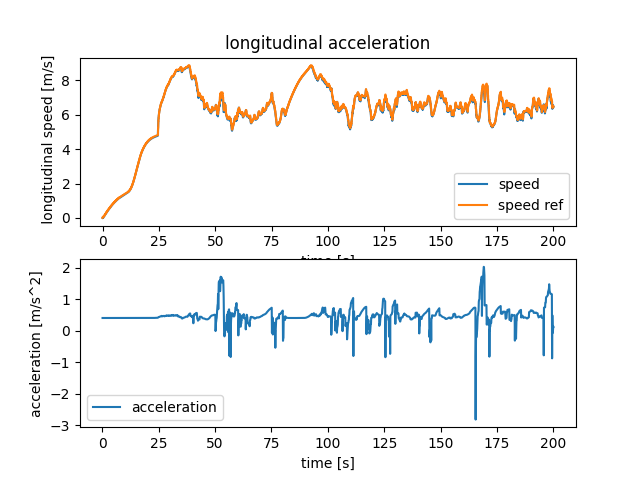 longitudinal acceleration
longitudinal speed [m/s]
8
6
4
2
0
speed
speed ref
0 25 50 75 100 125 150 175 200
time [s]
acceleration [m/s^2]
2
1
0
−1
−2
−3
acceleration
0 25 50 75 100 125 150 175 200
time [s]